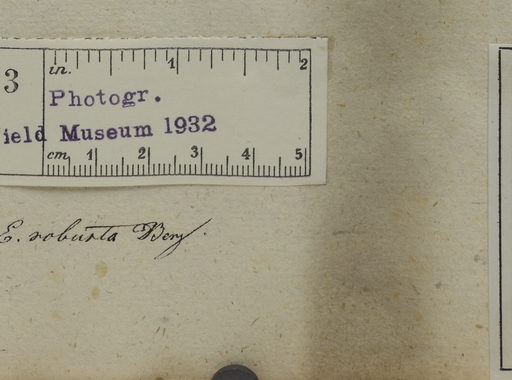 3
in. 1 2
Photogr.
ield Museum 1932
cm 1 2 3 4 5
E. robusta Berg.